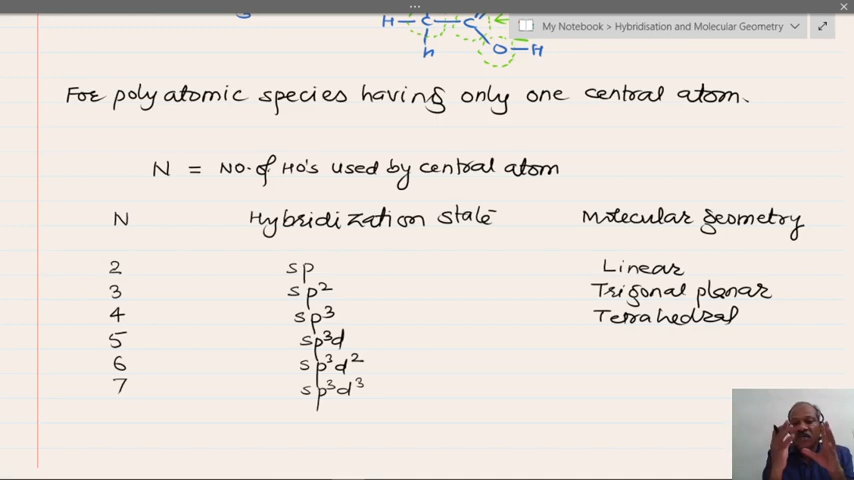 H–C–C
My Notebook > Hybridisation and Molecular Geometry
h O–H
For polyatomic species having only one central atom.
N = NO. of HO's used by central atom
N Hybridization state Molecular geometry
2 sp Linear
3 sp² Trigonal planar
4 sp³ Tetrahedral
5 sp³d
6 sp³d²
7 sp³d³